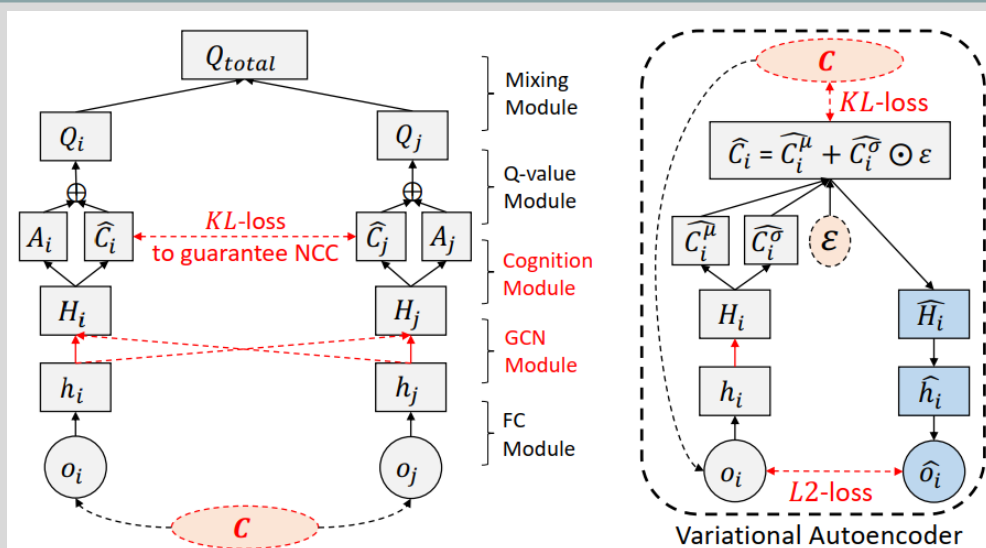 Q_total
Mixing
Module
Q_i
Q_j
Q-value
Module
A_i
Ĉ_i
KL-loss
to guarantee NCC
Ĉ_j
A_j
Cognition
Module
H_i
H_j
GCN
Module
h_i
h_j
FC
Module
o_i
o_j
C
C
KL-loss
Ĉ_i = Ĉ_i^μ + Ĉ_i^σ ⊙ ε
Ĉ_i^μ
Ĉ_i^σ
ε
H_i
Ĥ_i
h_i
ĥ_i
o_i
L2-loss
ô_i
Variational Autoencoder